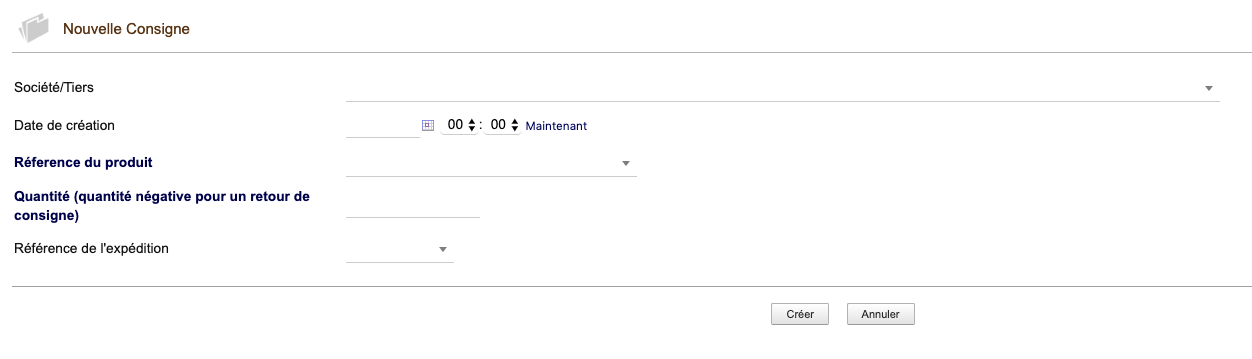 Nouvelle Consigne
Société/Tiers
Date de création 00 : 00 Maintenant
Réference du produit
Quantité (quantité négative pour un retour de
consigne)
Référence de l'expédition
Créer Annuler